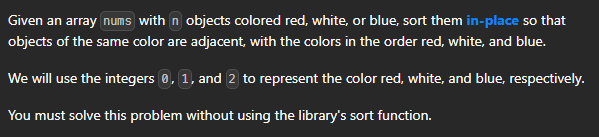 Given an array nums with n objects colored red, white, or blue, sort them in-place so that
objects of the same color are adjacent, with the colors in the order red, white, and blue.
We will use the integers 0, 1, and 2 to represent the color red, white, and blue, respectively.
You must solve this problem without using the library's sort function.